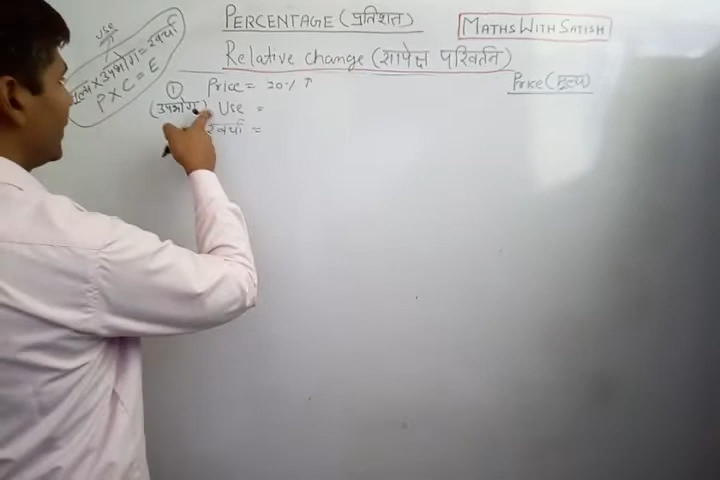 PERCENTAGE (प्रतिशत)
MATHS WITH SATISH
Relative change (सापेक्ष परिवर्तन)
Price (मूल्य)
USE
मूल्य × उपभोग = खर्चा
P × C = E
① Price = 20% ↑
(उपभोग) Use =
खर्चा =